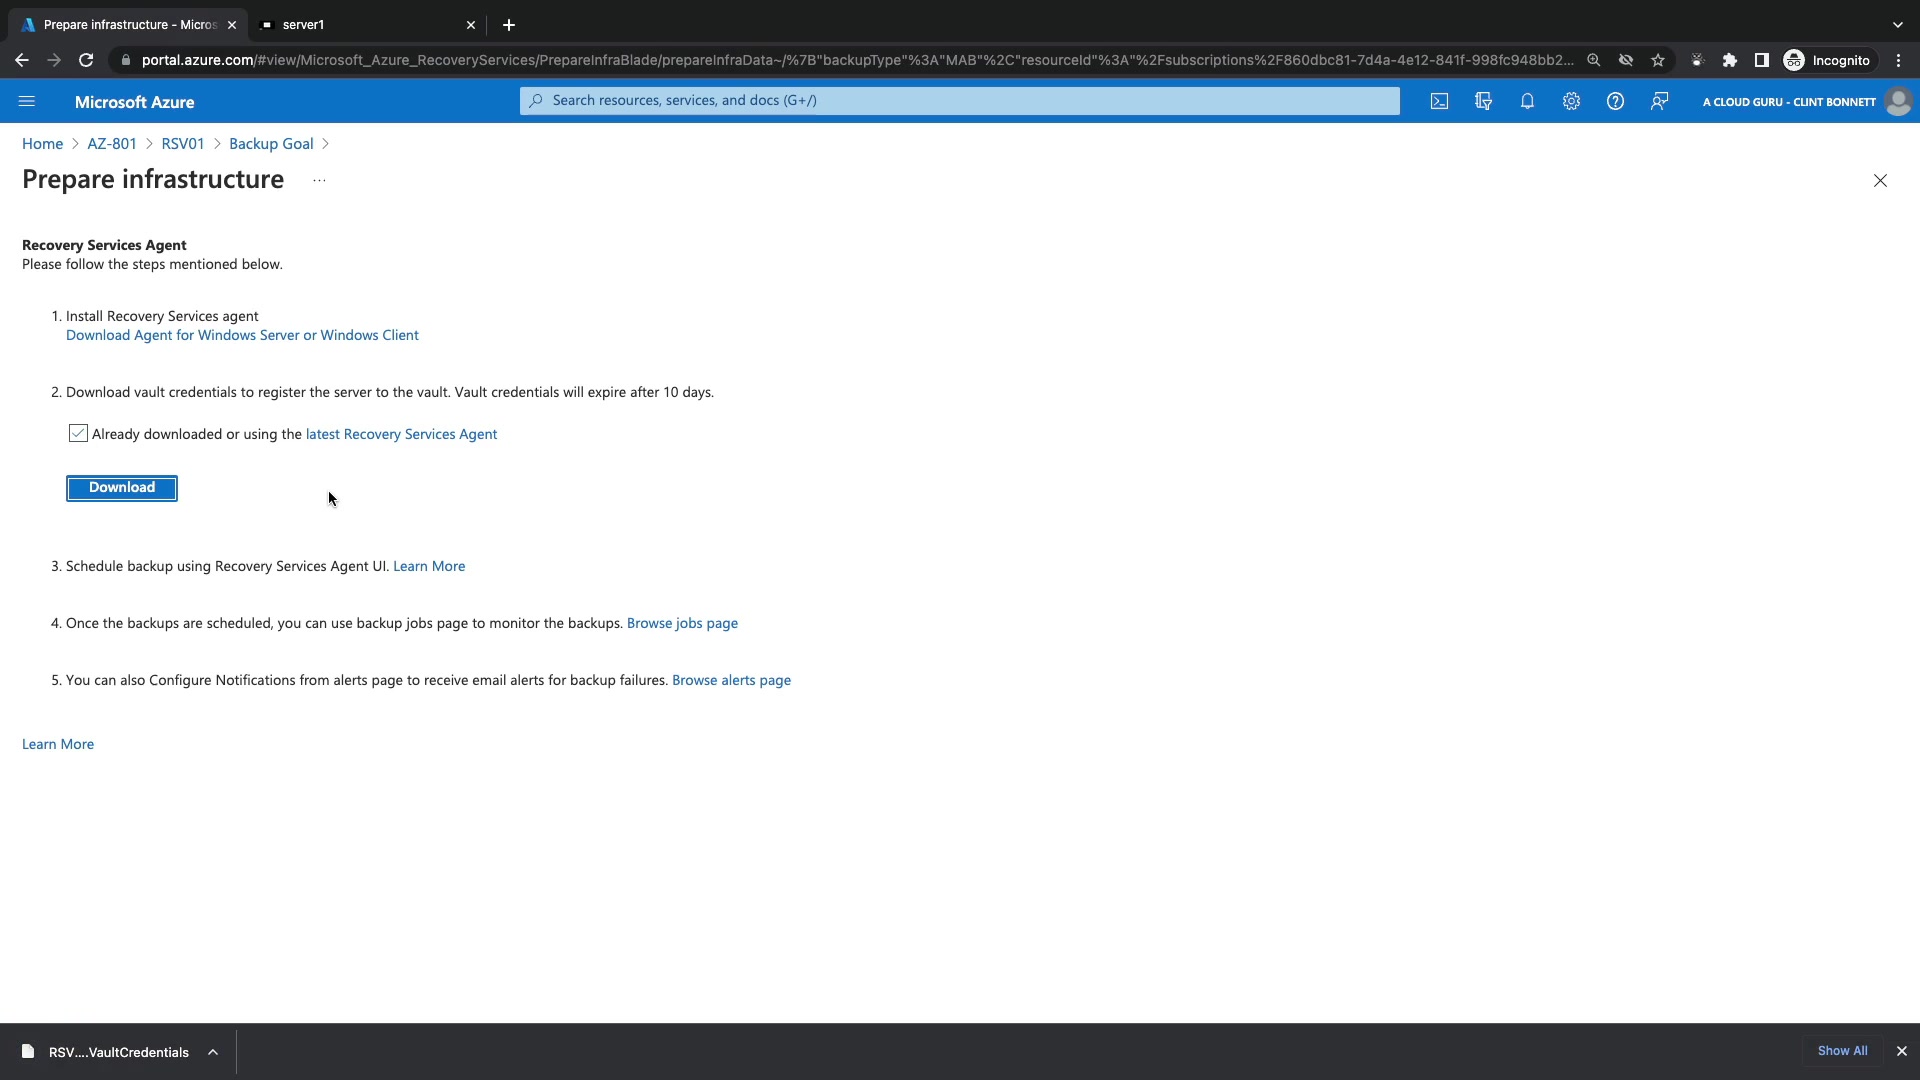 Prepare infrastructure - Micros
server1
portal.azure.com/#view/Microsoft_Azure_RecoveryServices/PrepareInfraBlade/prepareInfraData~/%7B"backupType"%3A"MAB"%2C"resourceId"%3A"%2Fsubscriptions%2F860dbc81-7d4a-4e12-841f-998fc948bb2...
Incognito
Microsoft Azure
Search resources, services, and docs (G+/)
A CLOUD GURU - CLINT BONNETT
Home > AZ-801 > RSV01 > Backup Goal >
Prepare infrastructure ...
Recovery Services Agent
Please follow the steps mentioned below.
1. Install Recovery Services agent
Download Agent for Windows Server or Windows Client
2. Download vault credentials to register the server to the vault. Vault credentials will expire after 10 days.
Already downloaded or using the latest Recovery Services Agent
Download
3. Schedule backup using Recovery Services Agent UI. Learn More
4. Once the backups are scheduled, you can use backup jobs page to monitor the backups. Browse jobs page
5. You can also Configure Notifications from alerts page to receive email alerts for backup failures. Browse alerts page
Learn More
RSV....VaultCredentials
Show All